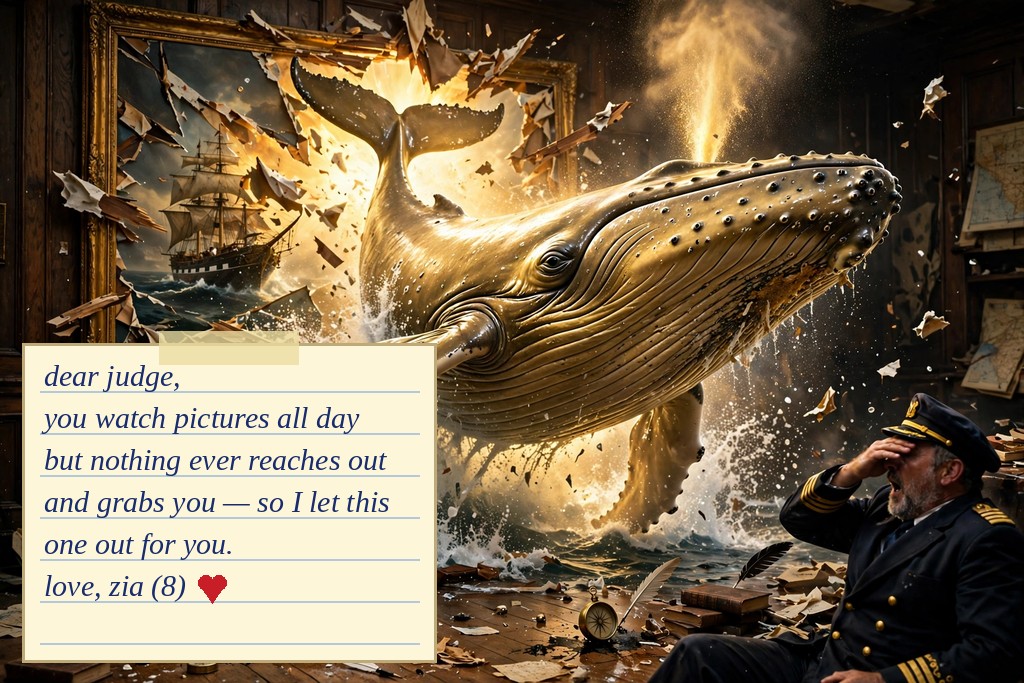 dear judge,
you watch pictures all day
but nothing ever reaches out
and grabs you — so I let this
one out for you.
love, zia (8) ♥